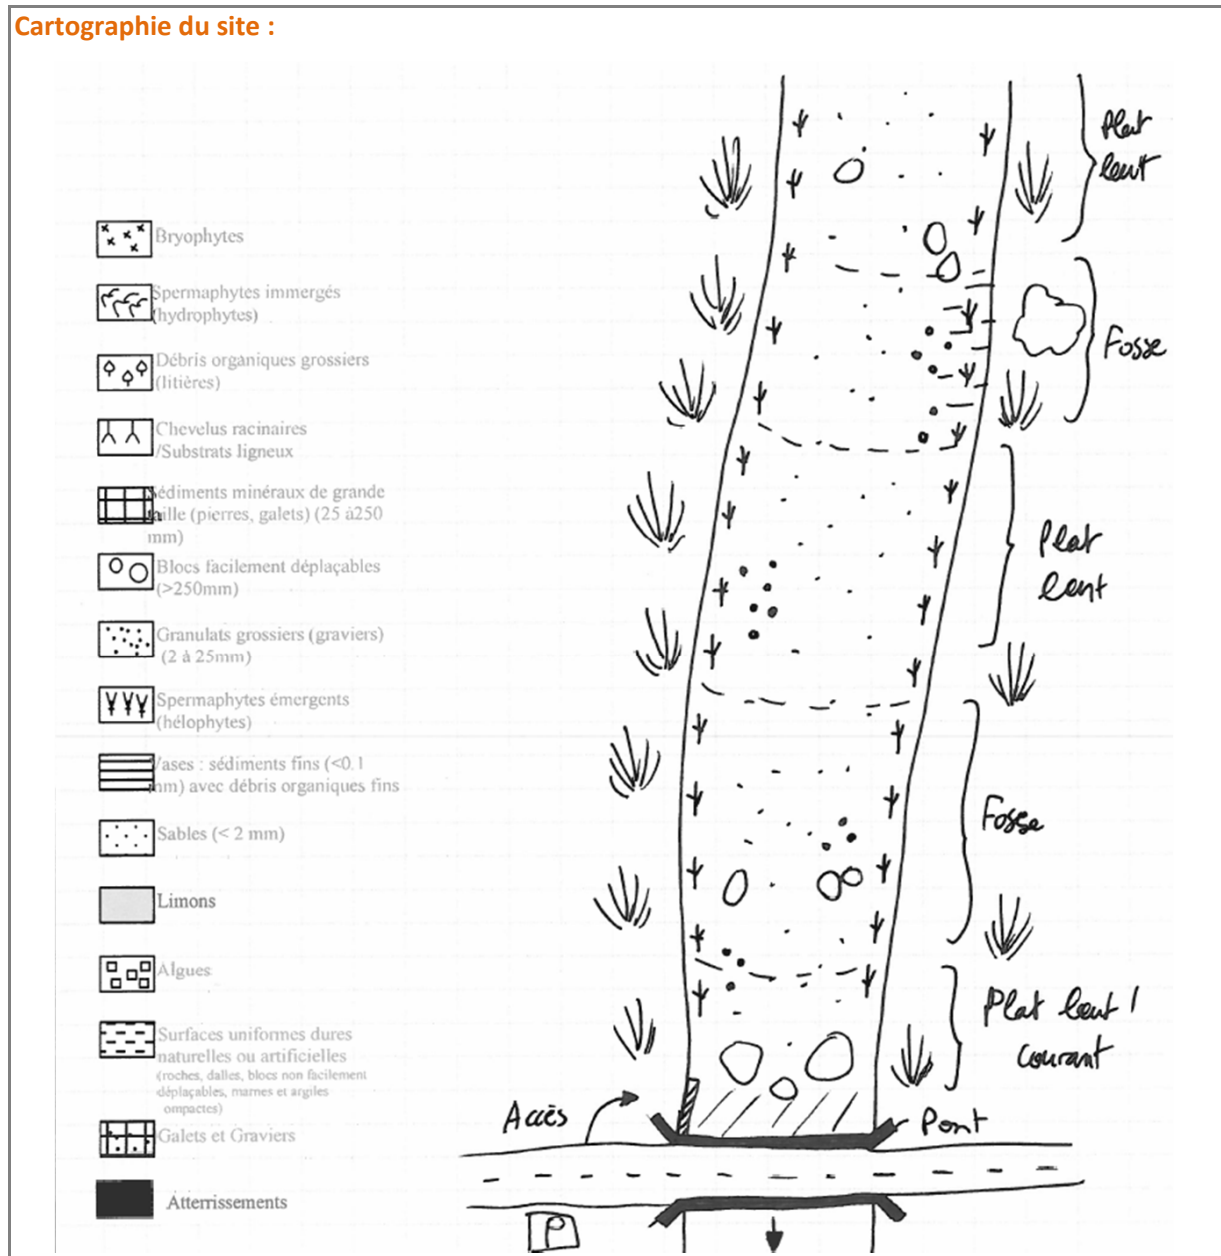 Cartographie du site :
Bryophytes
Spermaphytes immergés
(hydrophytes)
Débris organiques grossiers
(litières)
Chevelus racinaires
/Substrats ligneux
Sédiments minéraux de grande
taille (pierres, galets) (25 à250
mm)
Blocs facilement déplaçables
(>250mm)
Granulats grossiers (graviers)
(2 à 25mm)
Spermaphytes émergents
(hélophytes)
Vases : sédiments fins (<0.1
mm) avec débris organiques fins
Sables (< 2 mm)
Limons
Algues
Surfaces uniformes dures
naturelles ou artificielles
(roches, dalles, blocs non facilement
déplaçables, marnes et argiles
ompactes)
Galets et Graviers
Atterrissements
Plat
lent
Fosse
Plat
lent
Fosse
Plat lent /
courant
Accès
Pont
P